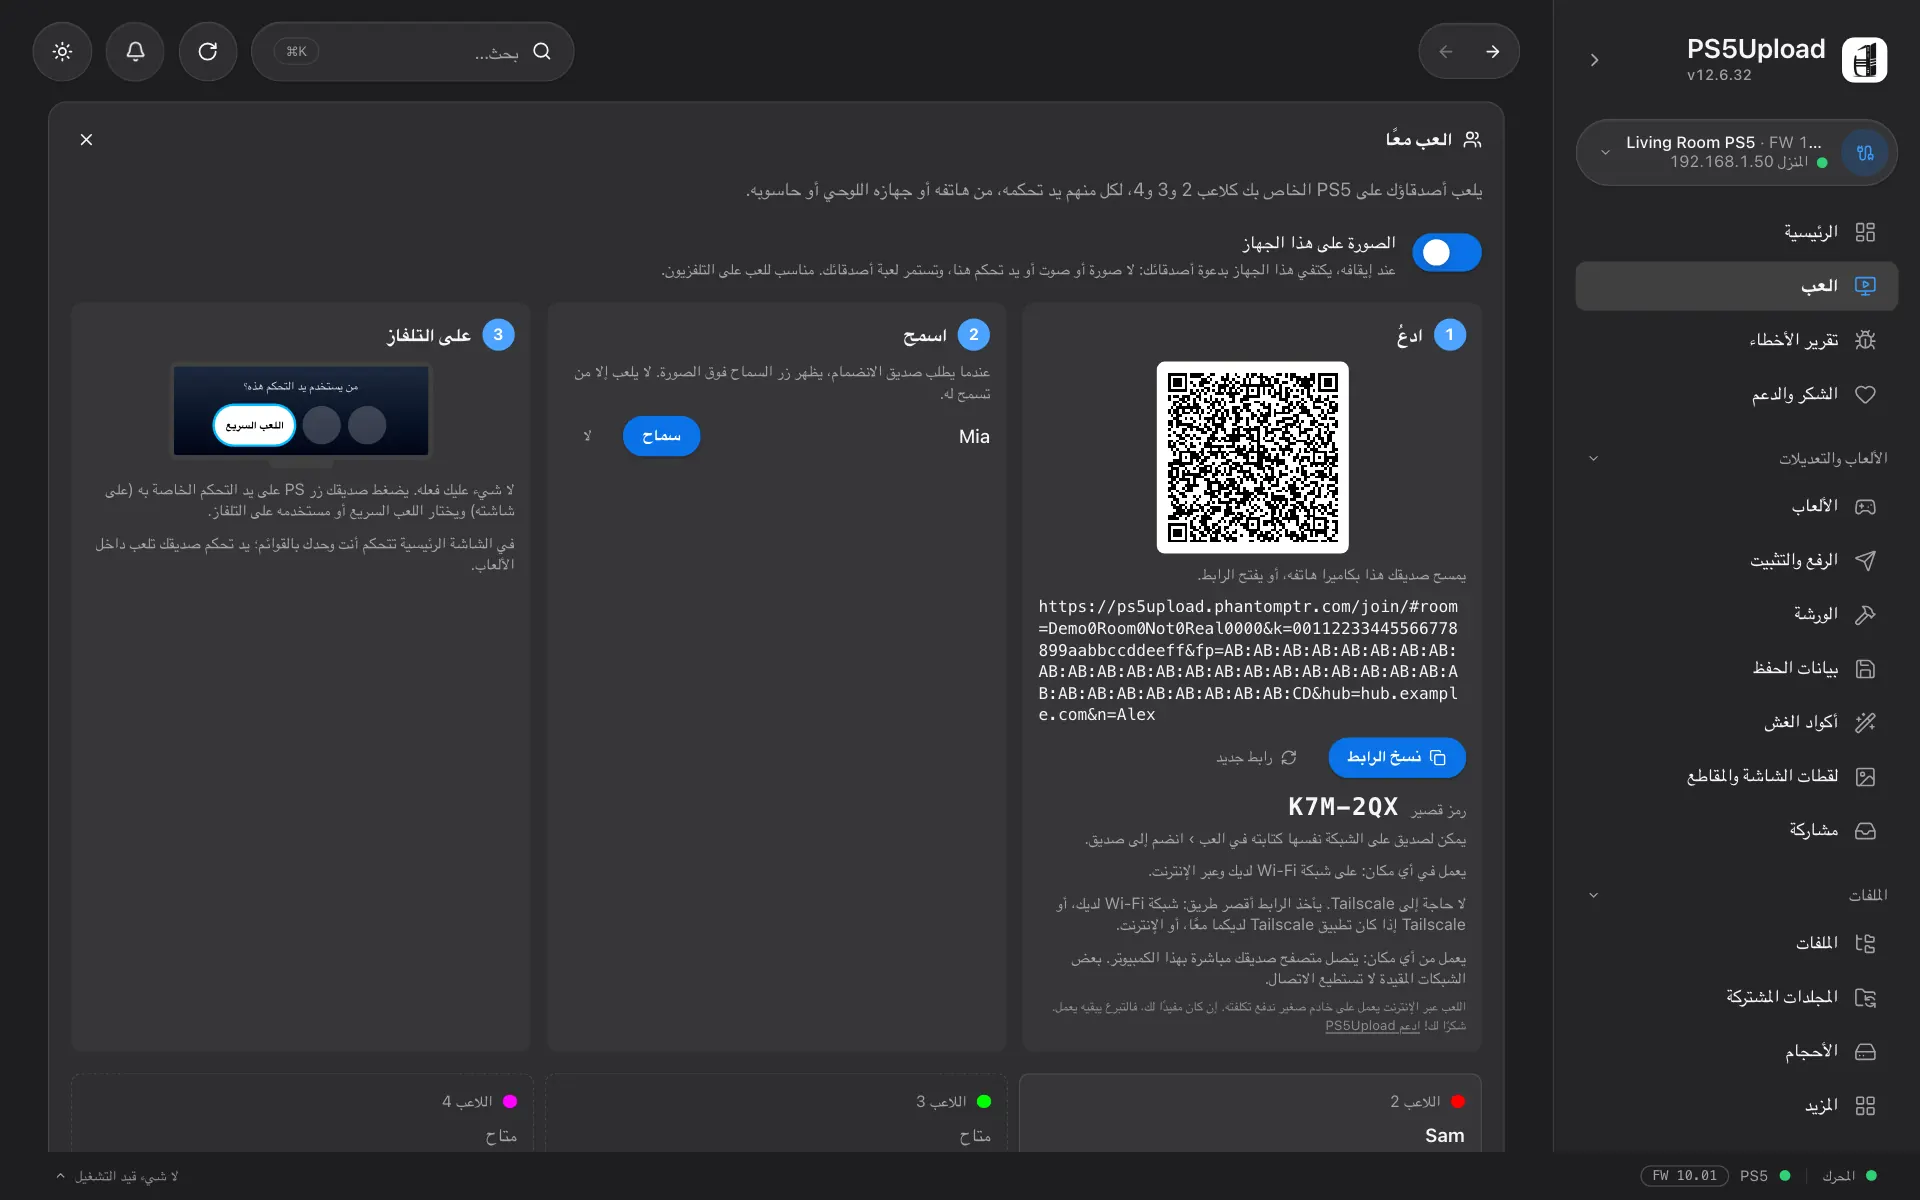 PS5Upload
v12.6.32
Living Room PS5 · FW 1...
المنزل 192.168.1.50
الرئيسية
العب
تقرير الأخطاء
الشكر والدعم
الألعاب والتعديلات
الألعاب
الرفع والتثبيت
الورشة
بيانات الحفظ
أكواد الغش
لقطات الشاشة والمقاطع
مشاركة
الملفات
الملفات
المجلدات المشتركة
الأحجام
المزيد
بحث...
⌘K
العب معًا
يلعب أصدقاؤك على PS5 الخاص بك كلاعب 2 و3 و4، لكل منهم يد تحكمه، من هاتفه أو جهازه اللوحي أو حاسوبه.
الصورة على هذا الجهاز
عند إيقافه، يكتفي هذا الجهاز بدعوة أصدقائك: لا صورة أو صوت أو يد تحكم هنا، وتستمر لعبة أصدقائك. مناسب للعب على التلفزيون.
1 ادعُ
يمسح صديقك هذا بكاميرا هاتفه، أو يفتح الرابط.
https://ps5upload.phantomptr.com/join/#room
=Demo0Room0Not0Real0000&k=00112233445566778
899aabbccddeeff&fp=AB:AB:AB:AB:AB:AB:AB:AB:
AB:AB:AB:AB:AB:AB:AB:AB:AB:AB:AB:AB:AB:AB:A
B:AB:AB:AB:AB:AB:AB:AB:AB:CD&hub=hub.exampl
e.com&n=Alex
نسخ الرابط
رابط جديد
رمز قصير K7M-2QX
يمكن لصديق على الشبكة نفسها كتابته في العب › انضم إلى صديق.
يعمل في أي مكان: على شبكة Wi-Fi لديك وعبر الإنترنت.
لا حاجة إلى Tailscale. يأخذ الرابط أقصر طريق: شبكة Wi-Fi لديك، أو
Tailscale إذا كان تطبيق Tailscale لديكما معًا، أو الإنترنت.
يعمل من أي مكان: يتصل متصفح صديقك مباشرة بهذا الكمبيوتر. بعض
الشبكات المقيدة لا تستطيع الاتصال.
اللعب عبر الإنترنت يعمل على خادم صغير ندفع تكلفته. إن كان مفيدًا لك، فالتبرع يبقيه يعمل.
شكرًا لك! ادعم PS5Upload
2 اسمح
عندما يطلب صديق الانضمام، يظهر زر السماح فوق الصورة. لا يلعب إلا من
تسمح له.
Mia
سماح
لا
3 على التلفاز
من يستخدم يد التحكم هذه؟
اللعب السريع
لا شيء عليك فعله. يضغط صديقك زر PS على يد التحكم الخاصة به (على
شاشته) ويختار اللعب السريع أو مستخدمه على التلفاز.
في الشاشة الرئيسية تتحكم أنت وحدك بالقوائم؛ يد تحكم صديقك تلعب داخل
الألعاب.
اللاعب 2
Sam
اللاعب 3
متاح
اللاعب 4
متاح
المحرك
PS5
FW 10.01
لا شيء قيد التشغيل